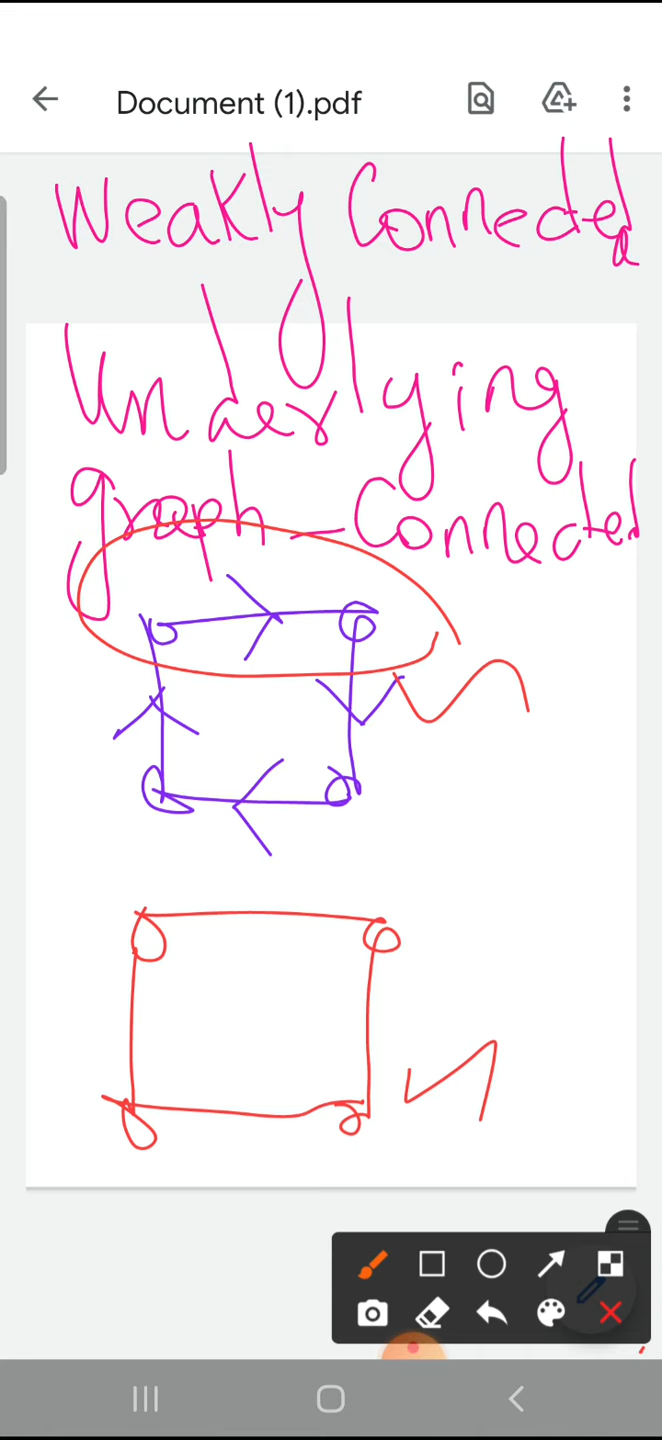 Document (1).pdf
Weakly Connected
Underlying
graph - Connected